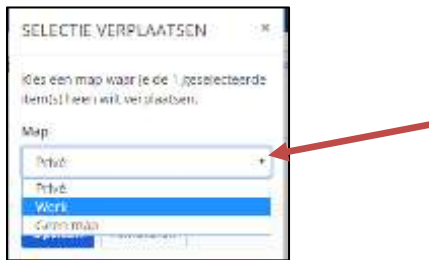 SELECTIE VERPLAATSEN ×
Kies een map waar je de 1 geselecteerde
item(s) heen wilt verplaatsen.
Map
Privé
Privé
Werk
Geen map